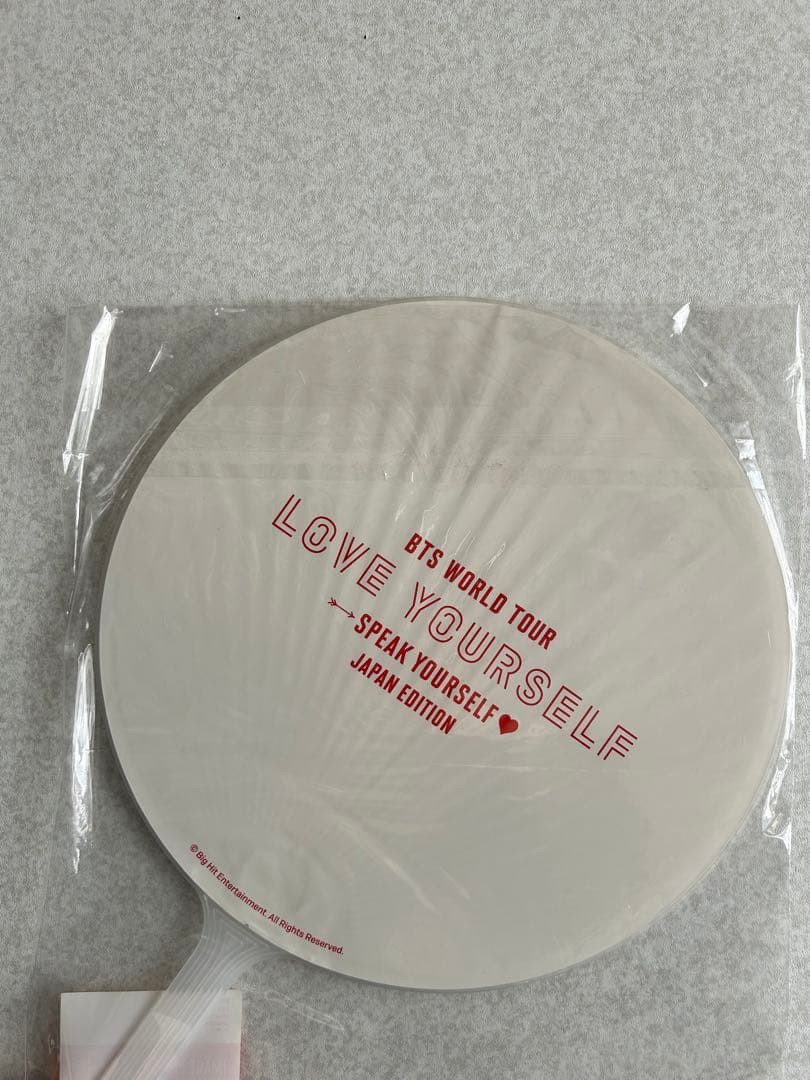 BTS WORLD TOUR
LOVE YOURSELF
SPEAK YOURSELF
JAPAN EDITION
© Big Hit Entertainment. All Rights Reserved.